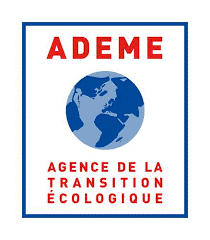 ADEME
AGENCE DE LA
TRANSITION
ÉCOLOGIQUE